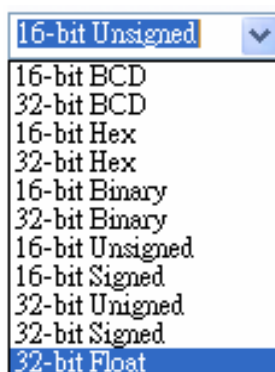 16-bit Unsigned
16-bit BCD
32-bit BCD
16-bit Hex
32-bit Hex
16-bit Binary
32-bit Binary
16-bit Unsigned
16-bit Signed
32-bit Unigned
32-bit Signed
32-bit Float